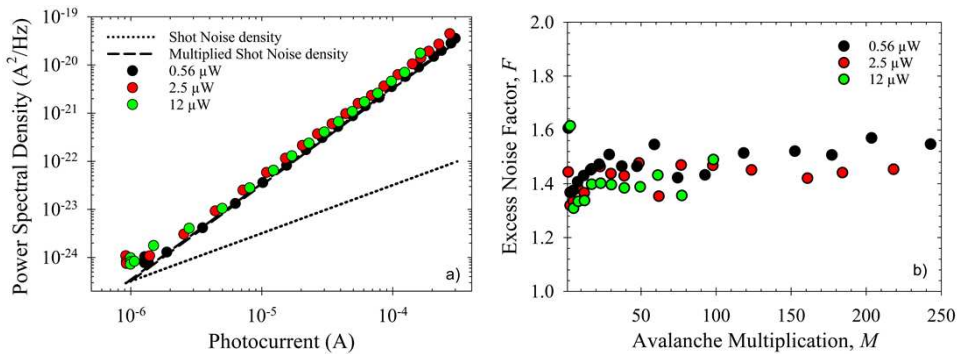 Power Spectral Density (A²/Hz)
10⁻¹⁹
10⁻²⁰
10⁻²¹
10⁻²²
10⁻²³
10⁻²⁴
Shot Noise density
Multiplied Shot Noise density
0.56 µW
2.5 µW
12 µW
a)
10⁻⁶ 10⁻⁵ 10⁻⁴
Photocurrent (A)
Excess Noise Factor, F
2.0
1.8
1.6
1.4
1.2
1.0
0.56 µW
2.5 µW
12 µW
b)
50 100 150 200 250
Avalanche Multiplication, M